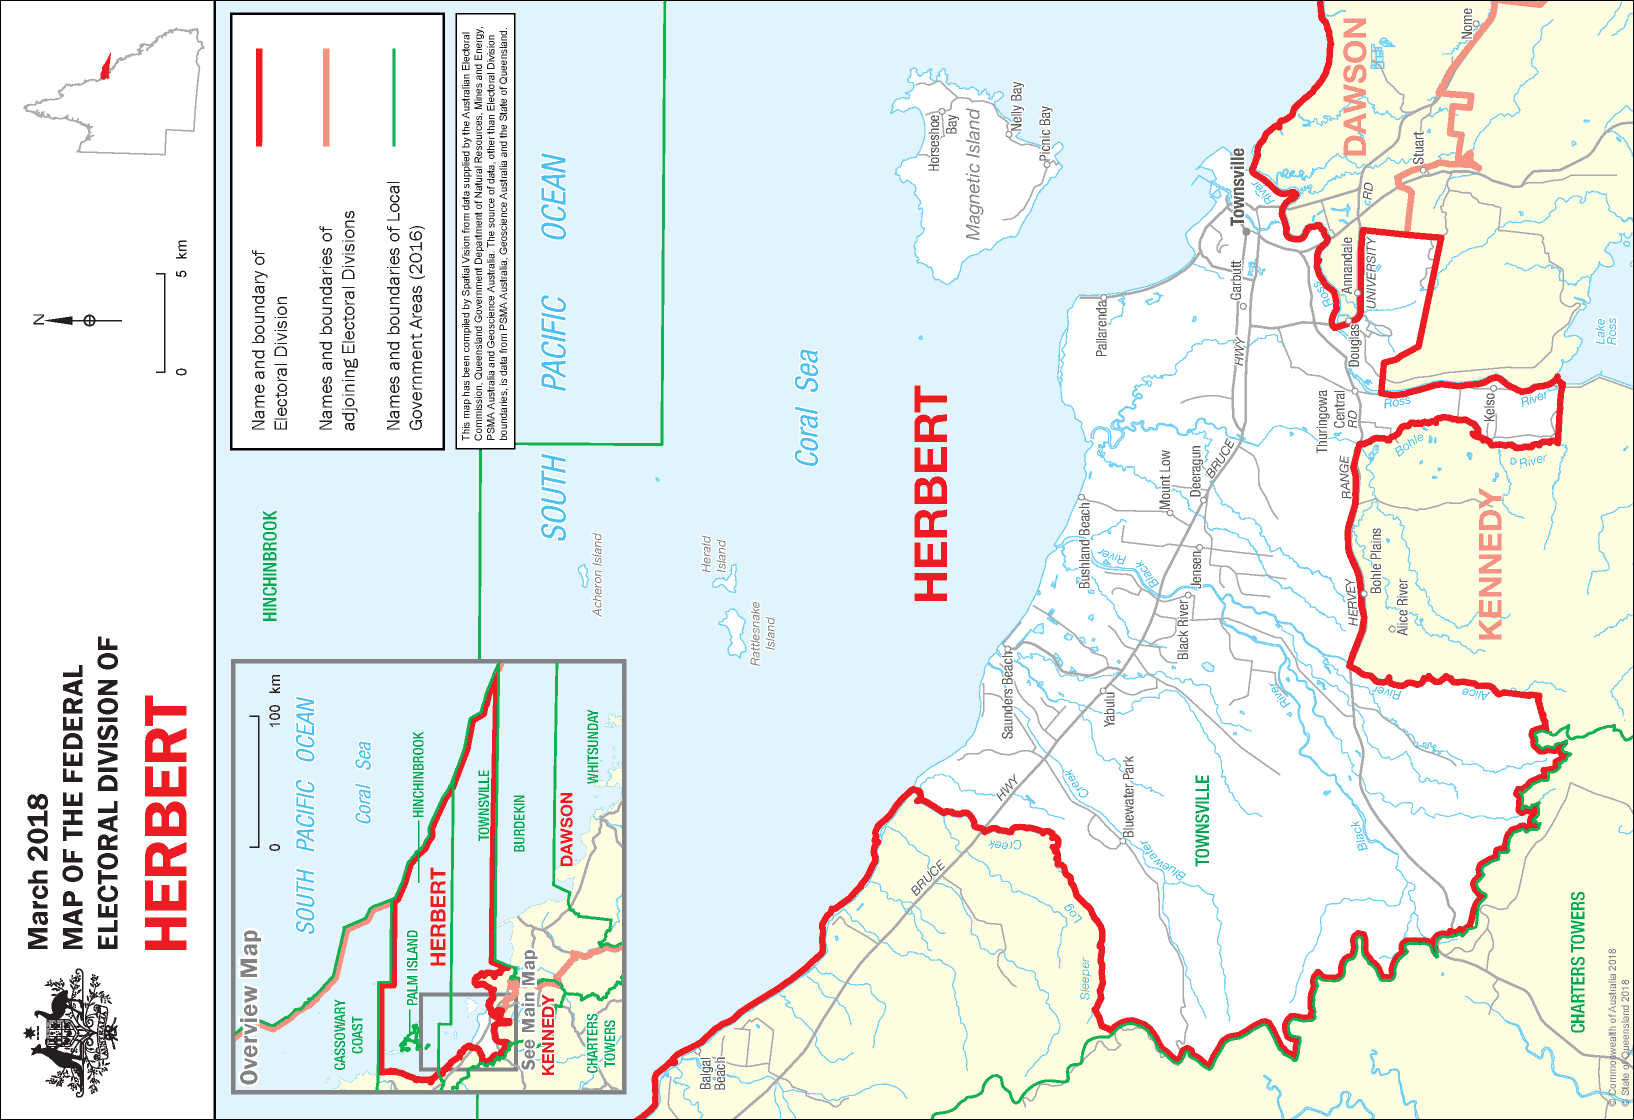 March 2018
MAP OF THE FEDERAL
ELECTORAL DIVISION OF
HERBERT
N
0 5 km
Name and boundary of
Electoral Division
Names and boundaries of
adjoining Electoral Divisions
Names and boundaries of Local
Government Areas (2016)
This map has been compiled by Spatial Vision from data supplied by the Australian Electoral
Commission, Queensland Government Department of Natural Resources, Mines and Energy,
PSMA Australia and Geoscience Australia. The source of data, other than Electoral Division
boundaries, is data from PSMA Australia, Geoscience Australia and the State of Queensland.
Overview Map
0 100 km
SOUTH PACIFIC OCEAN
Coral Sea
HINCHINBROOK
CASSOWARY
COAST
PALM ISLAND
HERBERT
TOWNSVILLE
BURDEKIN
DAWSON
WHITSUNDAY
See Main Map
KENNEDY
CHARTERS
TOWERS
HINCHINBROOK
SOUTH PACIFIC OCEAN
Coral Sea
Acheron Island
Herald
Island
Rattlesnake
Island
HERBERT
Horseshoe
Bay
Magnetic Island
Nelly Bay
Picnic Bay
Pallarenda
Townsville
Garbutt
River
Ross
Annandale
UNIVERSITY
RD
Douglas
Stuart
Nome
DAWSON
Lake
Ross
Thuringowa
Central
RD
Ross
River
Kelso
Bohle
River
HWY
BRUCE
Deeragun
Mount Low
Bushland Beach
River
Black
Jensen
Black River
RANGE
HERVEY
Bohle Plains
Alice River
KENNEDY
River
Alice
Saunders Beach
Yabulu
River
Black
HWY
Creek
Bluewater Park
Bluewater
TOWNSVILLE
BRUCE
Creek
Log
Sleeper
Balgal
Beach
CHARTERS TOWERS
© Commonwealth of Australia 2018
© State of Queensland 2018